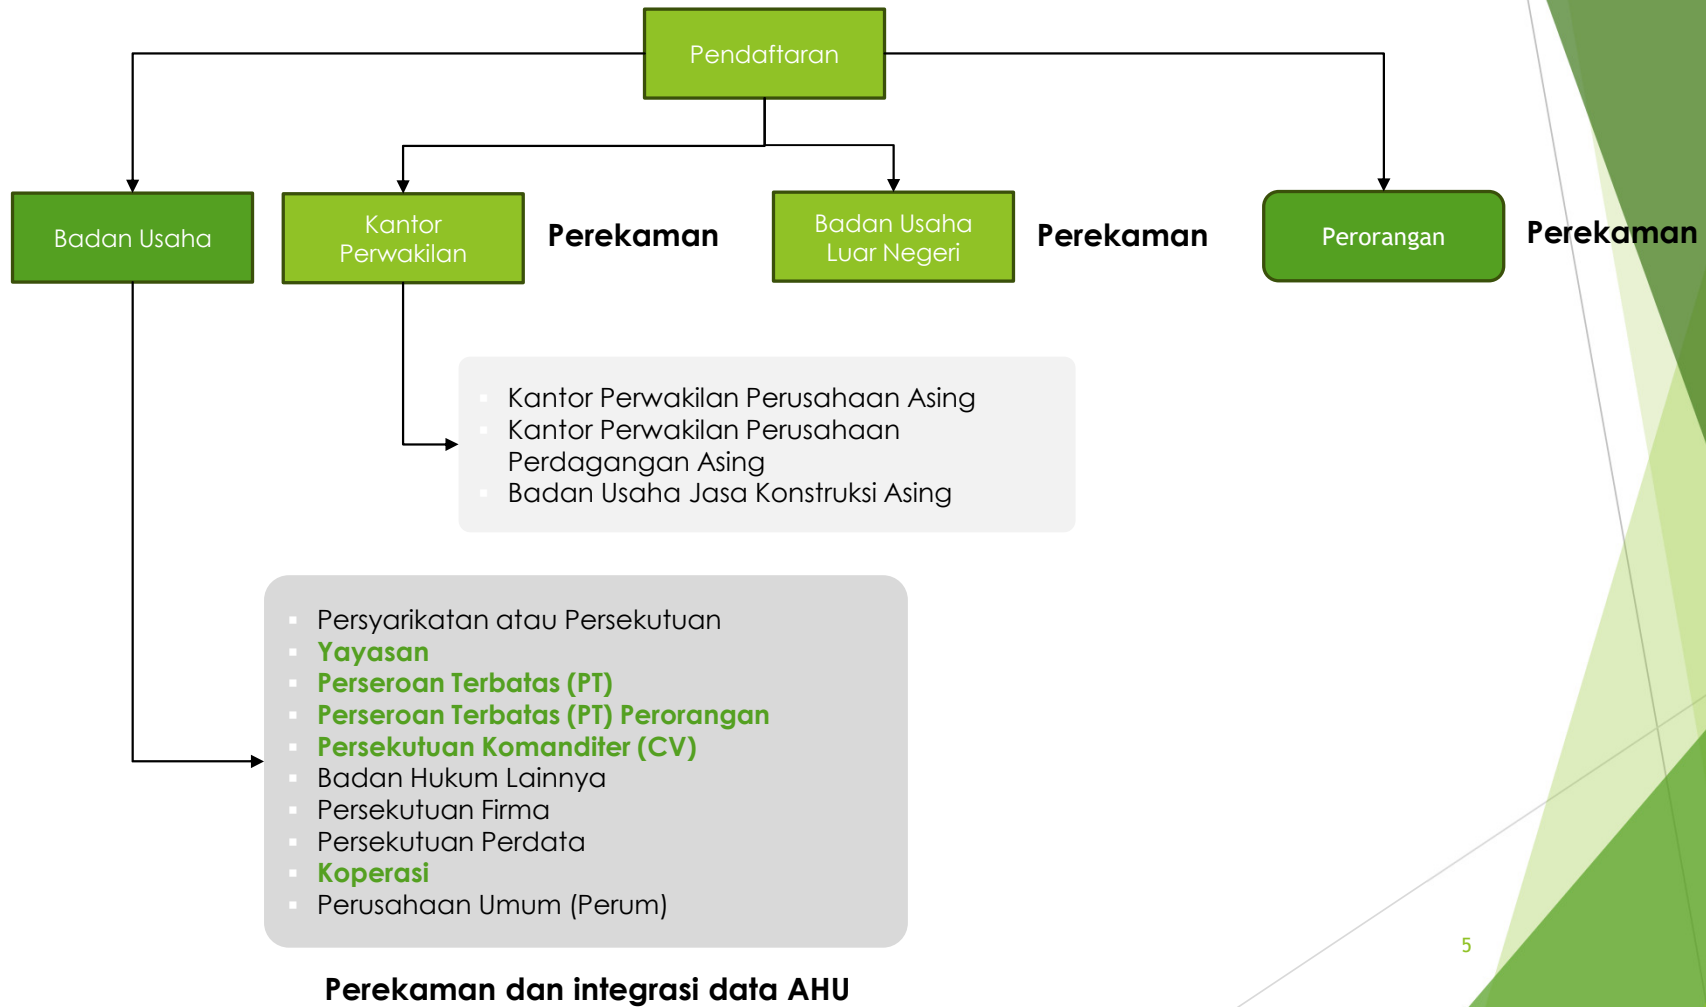 Pendaftaran
Badan Usaha
Kantor
Perwakilan
Perekaman
Badan Usaha
Luar Negeri
Perekaman
Perorangan
Perekaman
Kantor Perwakilan Perusahaan Asing
Kantor Perwakilan Perusahaan
Perdagangan Asing
Badan Usaha Jasa Konstruksi Asing
Persyarikatan atau Persekutuan
Yayasan
Perseroan Terbatas (PT)
Perseroan Terbatas (PT) Perorangan
Persekutuan Komanditer (CV)
Badan Hukum Lainnya
Persekutuan Firma
Persekutuan Perdata
Koperasi
Perusahaan Umum (Perum)
Perekaman dan integrasi data AHU
5